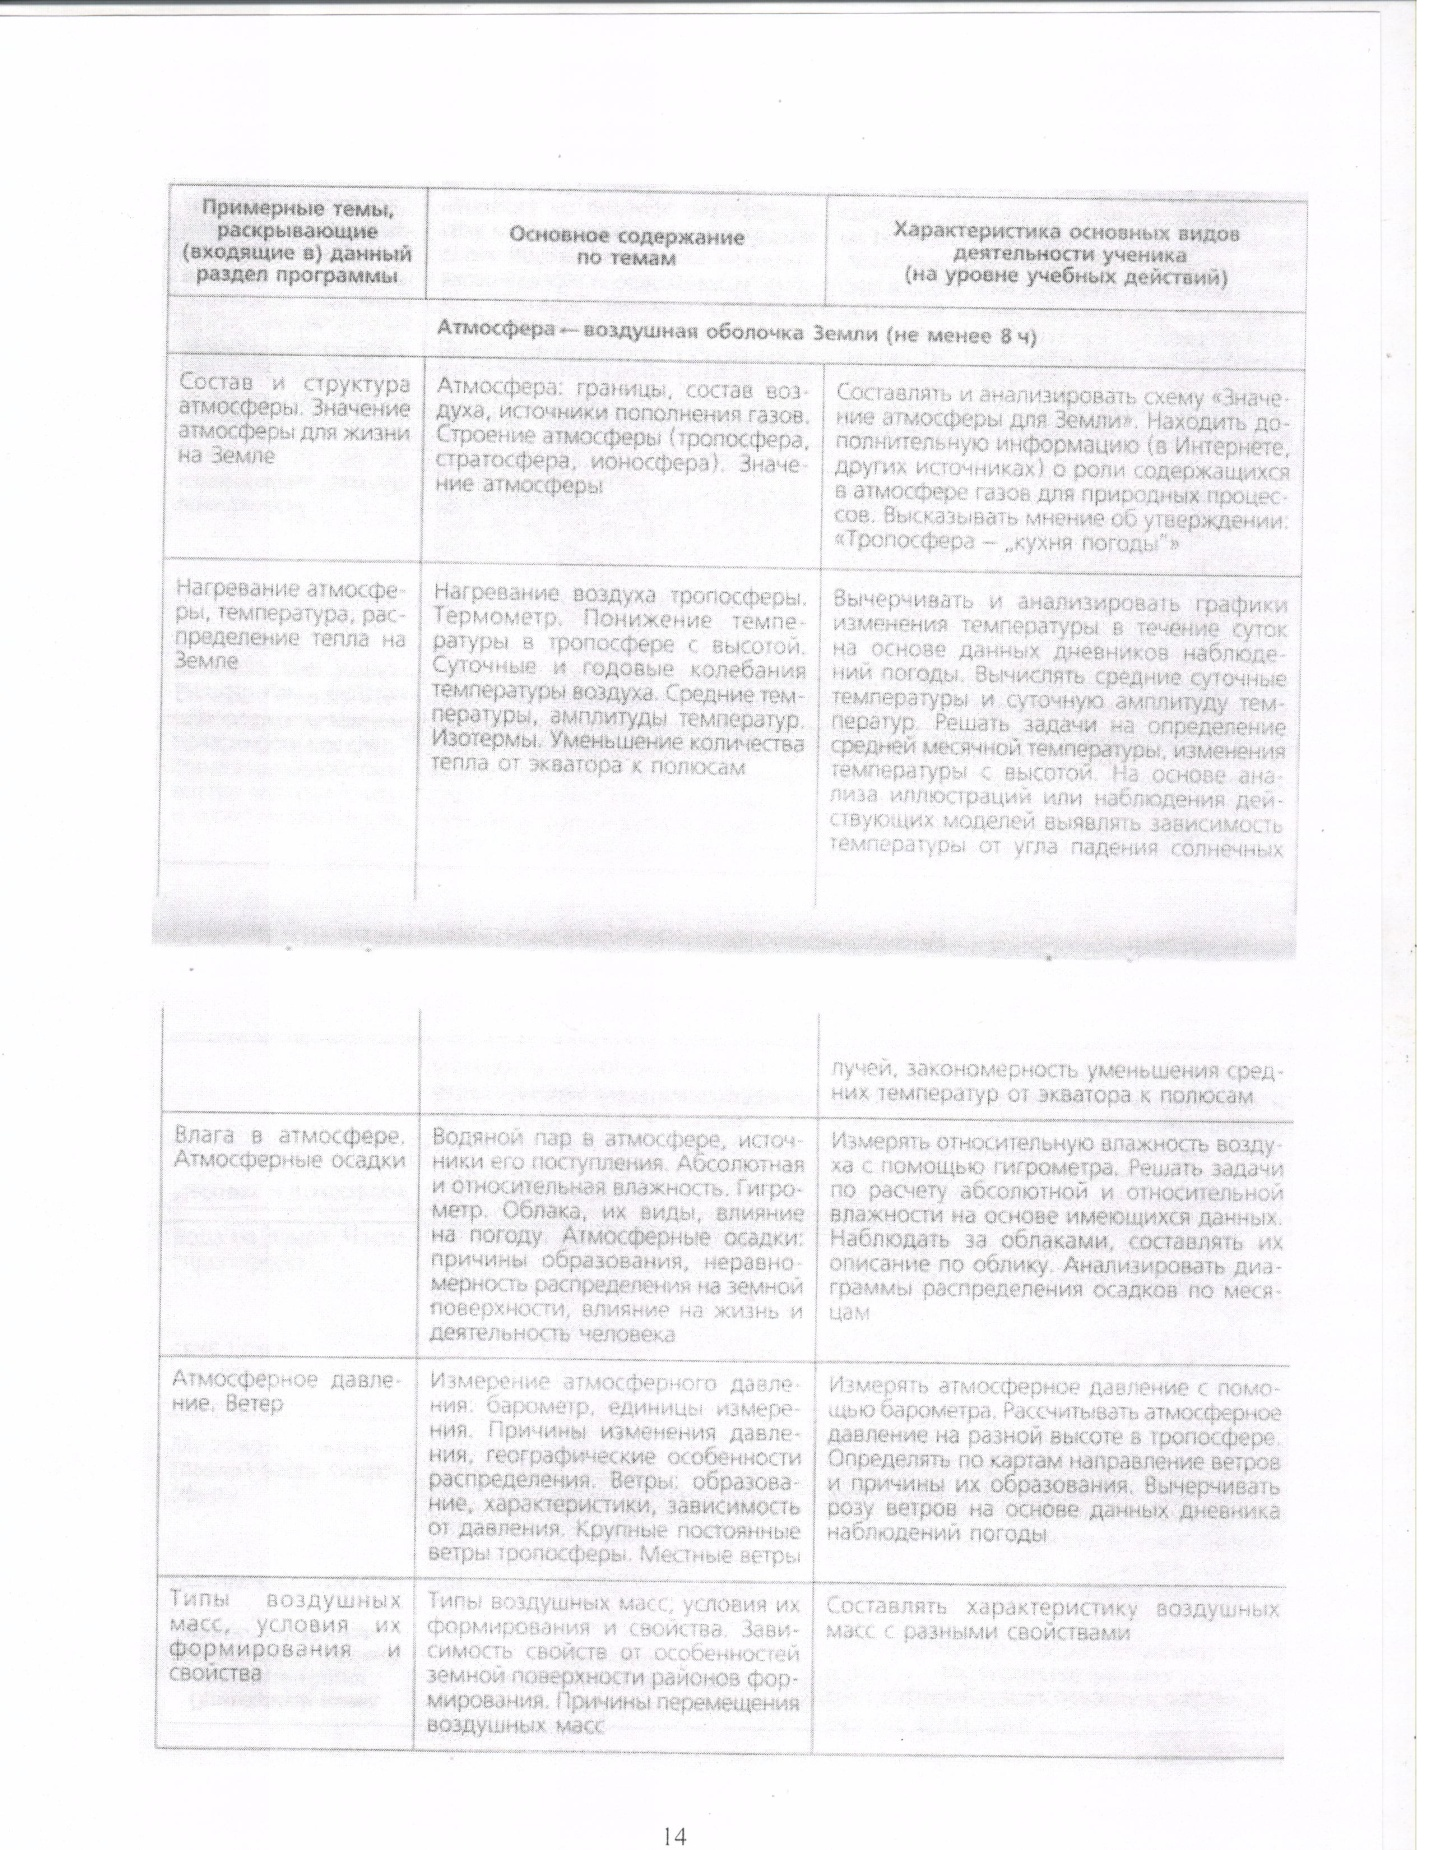 Примерные темы,
раскрывающие
(входящие в) данный
раздел программы
Основное содержание
по темам
Характеристика основных видов
деятельности ученика
(на уровне учебных действий)
Атмосфера — воздушная оболочка Земли (не менее 8 ч)
Состав и структура
атмосферы. Значение
атмосферы для жизни
на Земле
Атмосфера: границы, состав воз-
духа, источники пополнения газов.
Строение атмосферы (тропосфера,
стратосфера, ионосфера). Значе-
ние атмосферы
Составлять и анализировать схему «Значе-
ние атмосферы для Земли». Находить до-
полнительную информацию (в Интернете,
других источниках) о роли содержащихся
в атмосфере газов для природных процес-
сов. Высказывать мнение об утверждении:
«Тропосфера — „кухня погоды"»
Нагревание атмосфе-
ры, температура, рас-
пределение тепла на
Земле
Нагревание воздуха тропосферы.
Термометр. Понижение темпе-
ратуры в тропосфере с высотой.
Суточные и годовые колебания
температуры воздуха. Средние тем-
пературы, амплитуды температур.
Изотермы. Уменьшение количества
тепла от экватора к полюсам
Вычерчивать и анализировать графики
изменения температуры в течение суток
на основе данных дневников наблюде-
ний погоды. Вычислять средние суточные
температуры и суточную амплитуду тем-
ператур. Решать задачи на определение
средней месячной температуры, изменения
температуры с высотой. На основе ана-
лиза иллюстраций или наблюдения дей-
ствующих моделей выявлять зависимость
температуры от угла падения солнечных
лучей, закономерность уменьшения сред-
них температур от экватора к полюсам
Влага в атмосфере.
Атмосферные осадки
Водяной пар в атмосфере, источ-
ники его поступления. Абсолютная
и относительная влажность. Гигро-
метр. Облака, их виды, влияние
на погоду. Атмосферные осадки:
причины образования, неравно-
мерность распределения на земной
поверхности, влияние на жизнь и
деятельность человека
Измерять относительную влажность возду-
ха с помощью гигрометра. Решать задачи
по расчету абсолютной и относительной
влажности на основе имеющихся данных.
Наблюдать за облаками, составлять их
описание по облику. Анализировать диа-
граммы распределения осадков по меся-
цам
Атмосферное давле-
ние. Ветер
Измерение атмосферного давле-
ния: барометр, единицы измере-
ния. Причины изменения давле-
ния, географические особенности
распределения. Ветры: образова-
ние, характеристики, зависимость
от давления. Крупные постоянные
ветры тропосферы. Местные ветры
Измерять атмосферное давление с помо-
щью барометра. Рассчитывать атмосферное
давление на разной высоте в тропосфере.
Определять по картам направление ветров
и причины их образования. Вычерчивать
розу ветров на основе данных дневника
наблюдений погоды
Типы воздушных
масс, условия их
формирования и
свойства
Типы воздушных масс, условия их
формирования и свойства. Зави-
симость свойств от особенностей
земной поверхности районов фор-
мирования. Причины перемещения
воздушных масс
Составлять характеристику воздушных
масс с разными свойствами
14